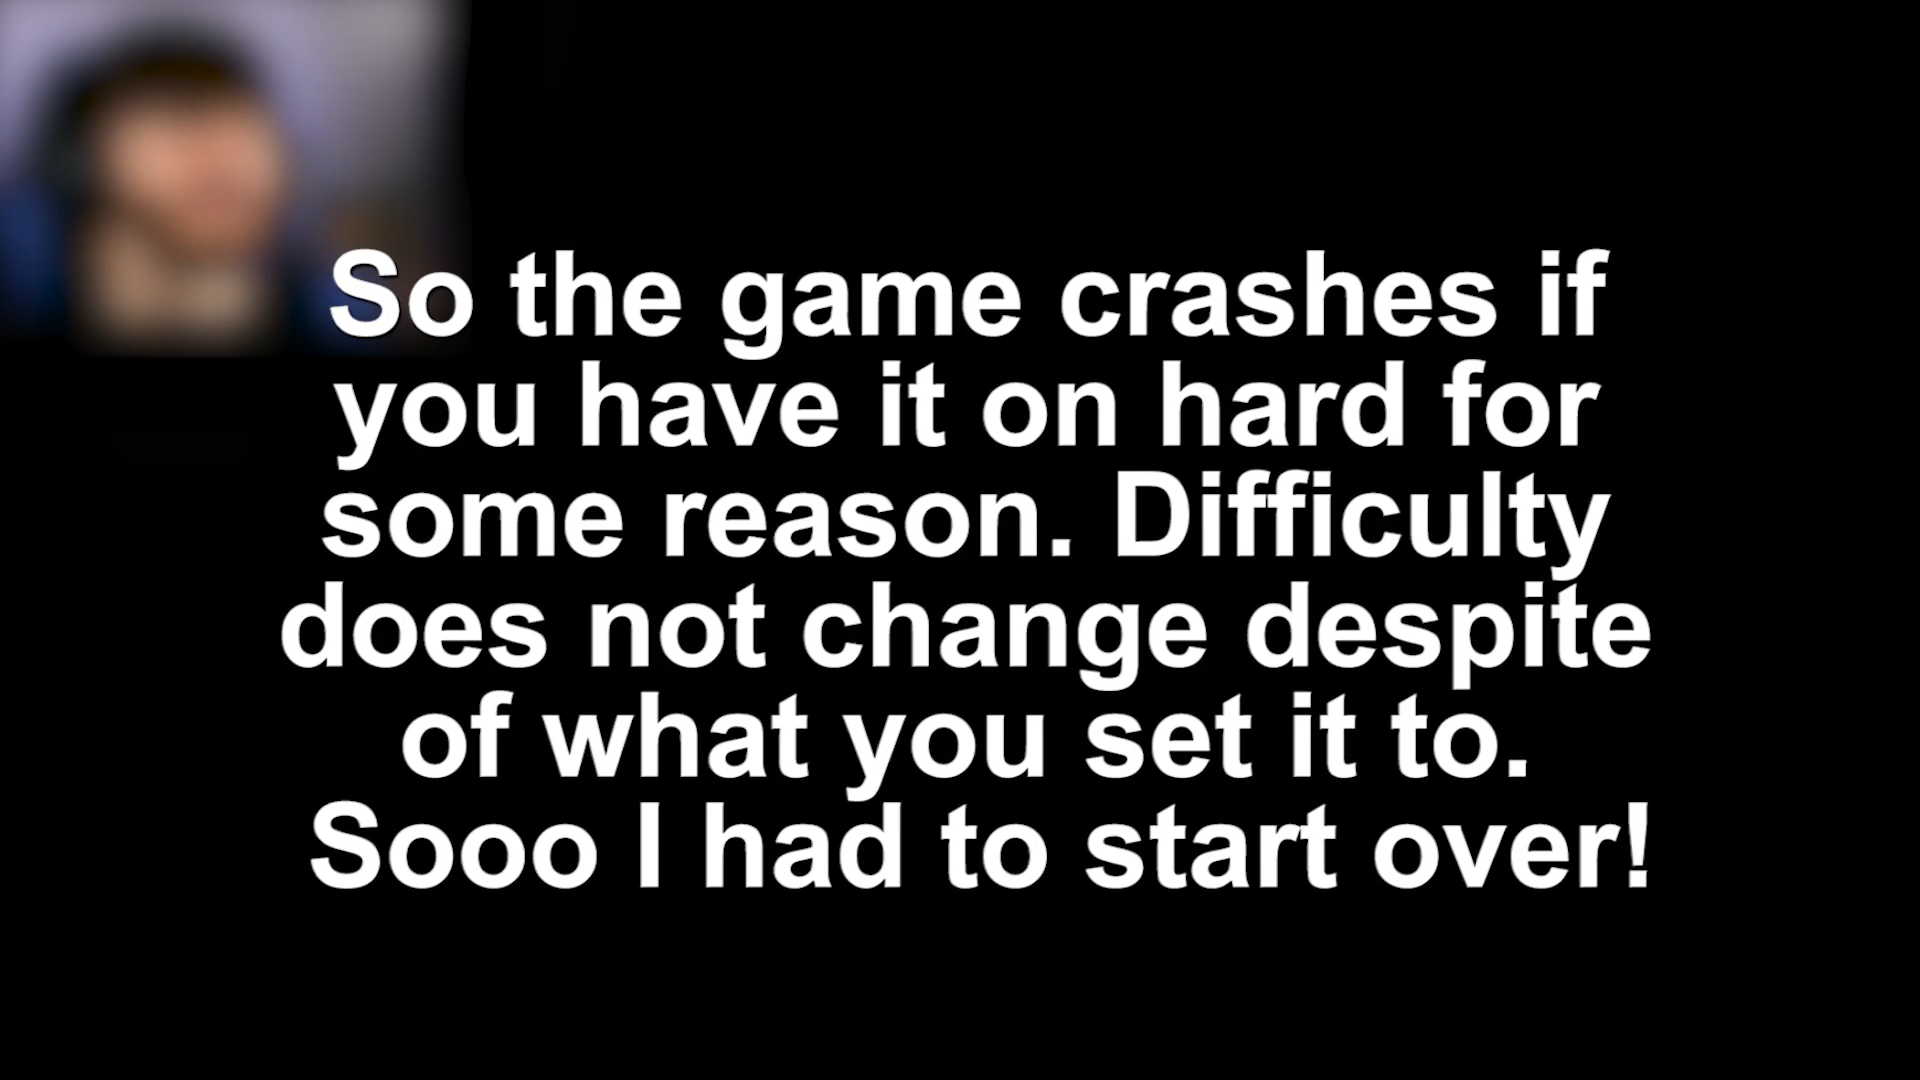 So the game crashes if
you have it on hard for
some reason. Difficulty
does not change despite
of what you set it to.
Sooo I had to start over!